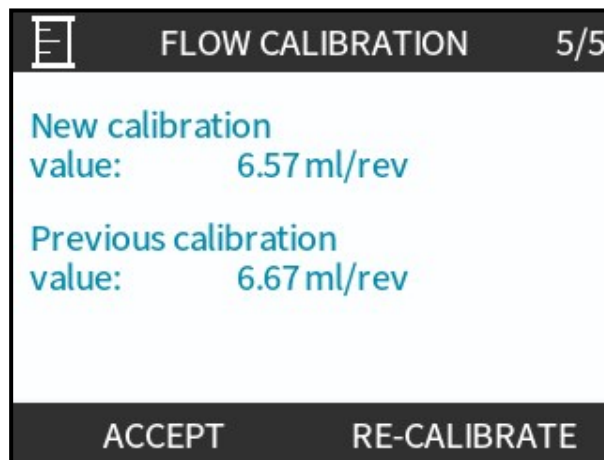 FLOW CALIBRATION 5/5
New calibration
value: 6.57 ml/rev
Previous calibration
value: 6.67 ml/rev
ACCEPT RE-CALIBRATE